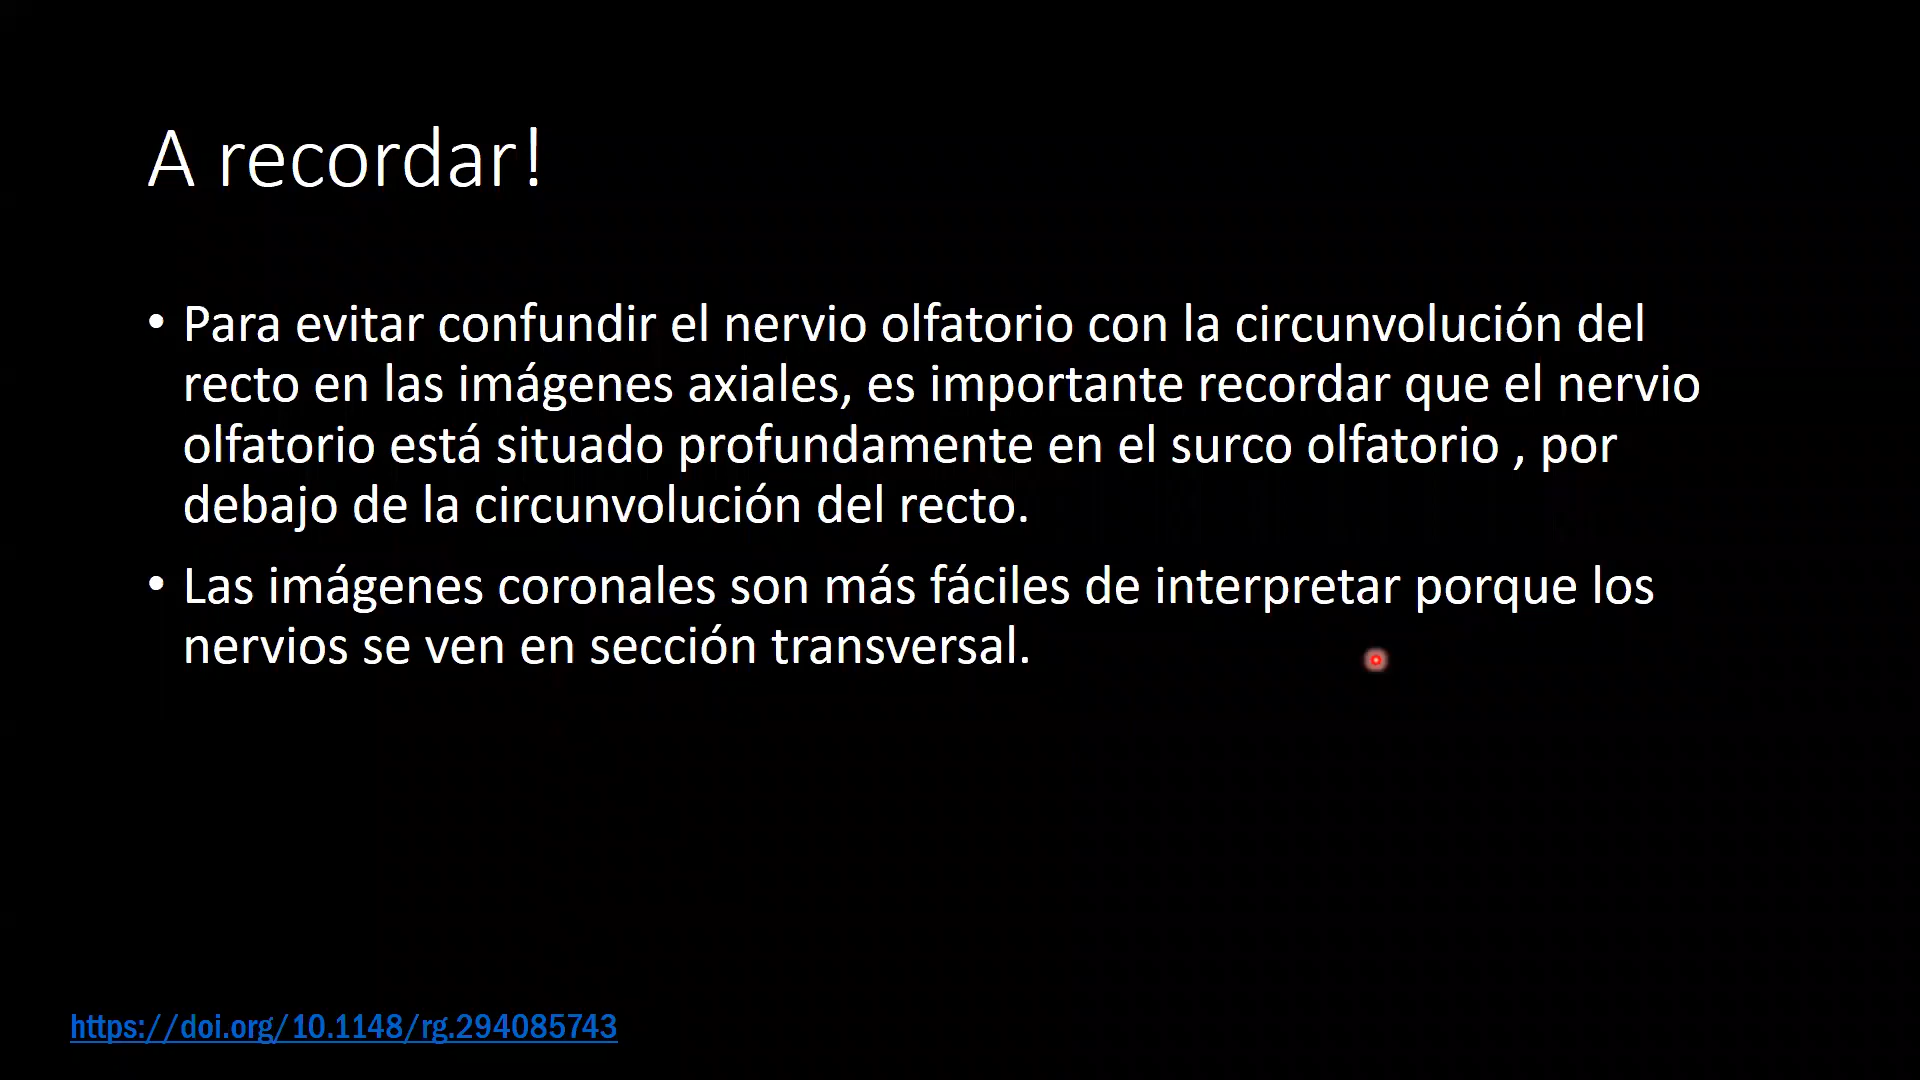 A recordar!
• Para evitar confundir el nervio olfatorio con la circunvolución del
recto en las imágenes axiales, es importante recordar que el nervio
olfatorio está situado profundamente en el surco olfatorio , por
debajo de la circunvolución del recto.
• Las imágenes coronales son más fáciles de interpretar porque los
nervios se ven en sección transversal.
https://doi.org/10.1148/rg.294085743